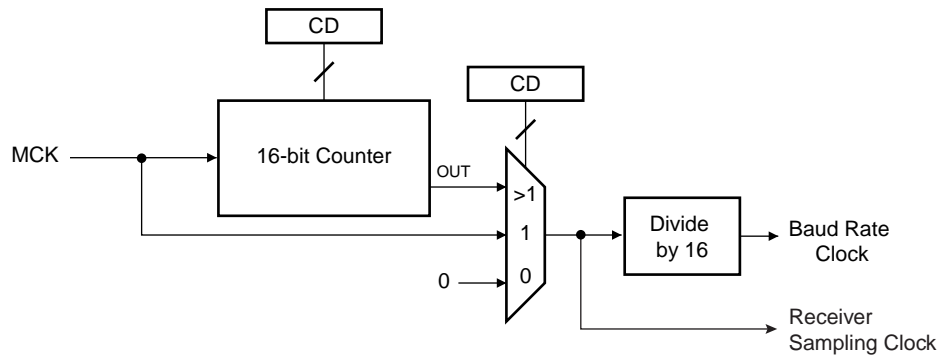 CD
CD
MCK
16-bit Counter
OUT
>1
1
0
0
Divide
by 16
Baud Rate
Clock
Receiver
Sampling Clock